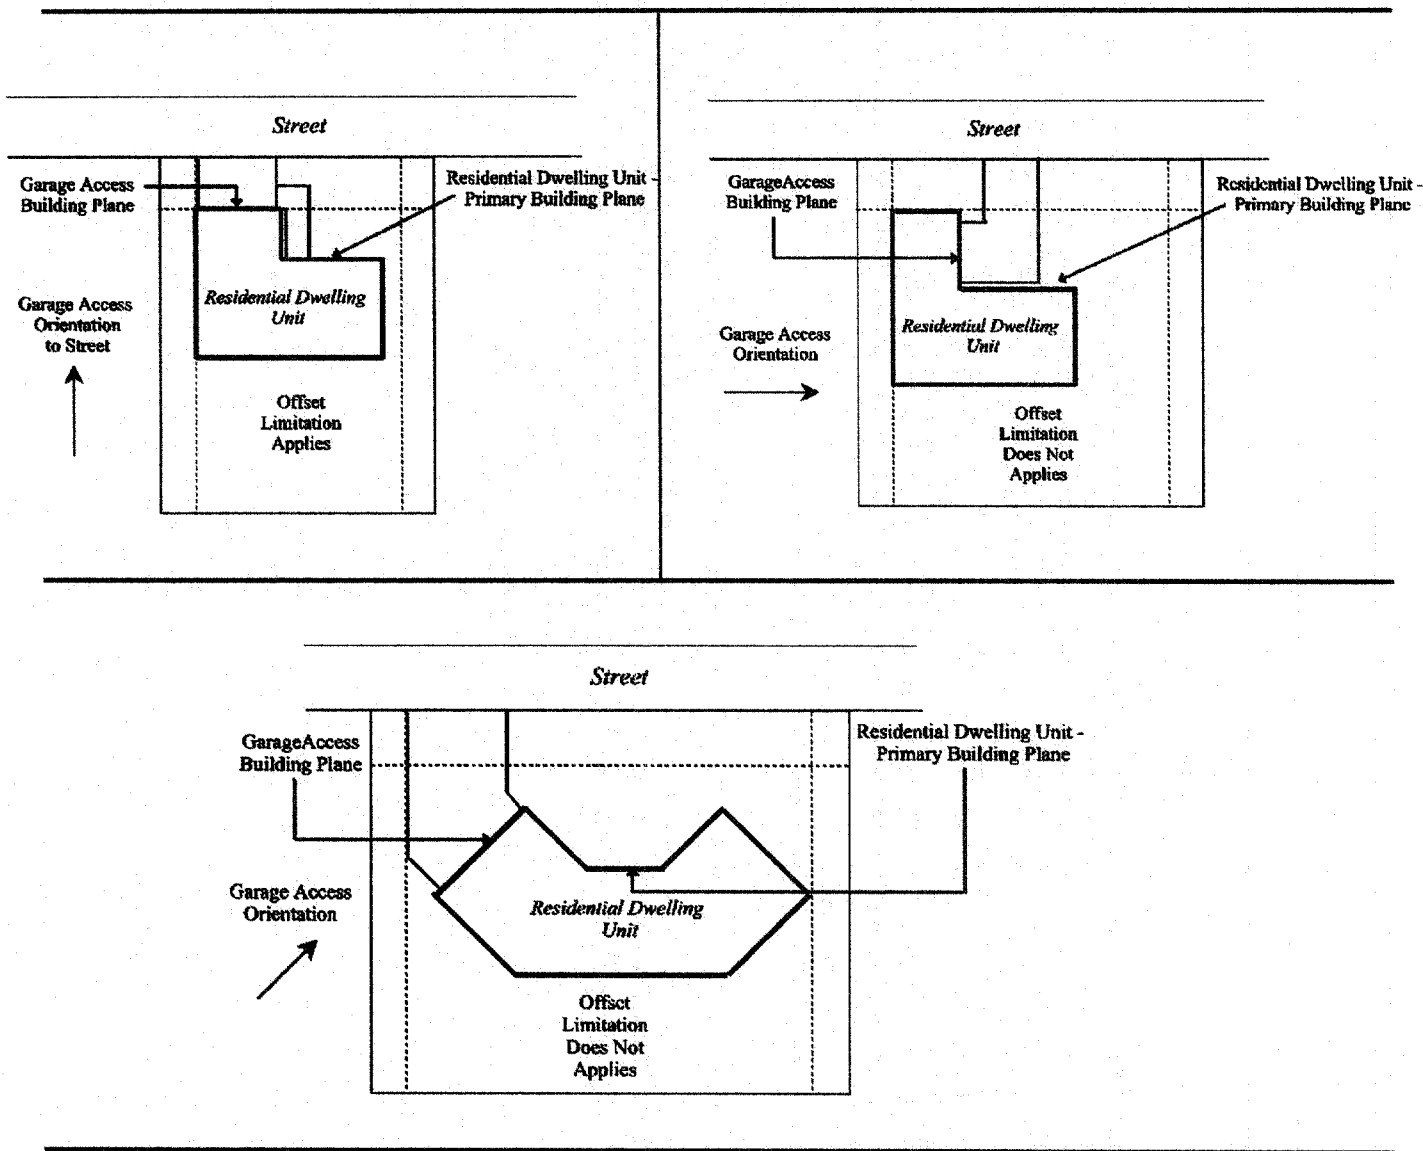 Street
Garage Access
Building Plane
Residential Dwelling Unit -
Primary Building Plane
Residential Dwelling
Unit
Garage Access
Orientation
to Street
Offset
Limitation
Applies
Street
GarageAccess
Building Plane
Residential Dwelling Unit -
Primary Building Plane
Residential Dwelling
Unit
Garage Access
Orientation
Offset
Limitation
Does Not
Applies
Street
GarageAccess
Building Plane
Residential Dwelling Unit -
Primary Building Plane
Garage Access
Orientation
Residential Dwelling
Unit
Offset
Limitation
Does Not
Applies